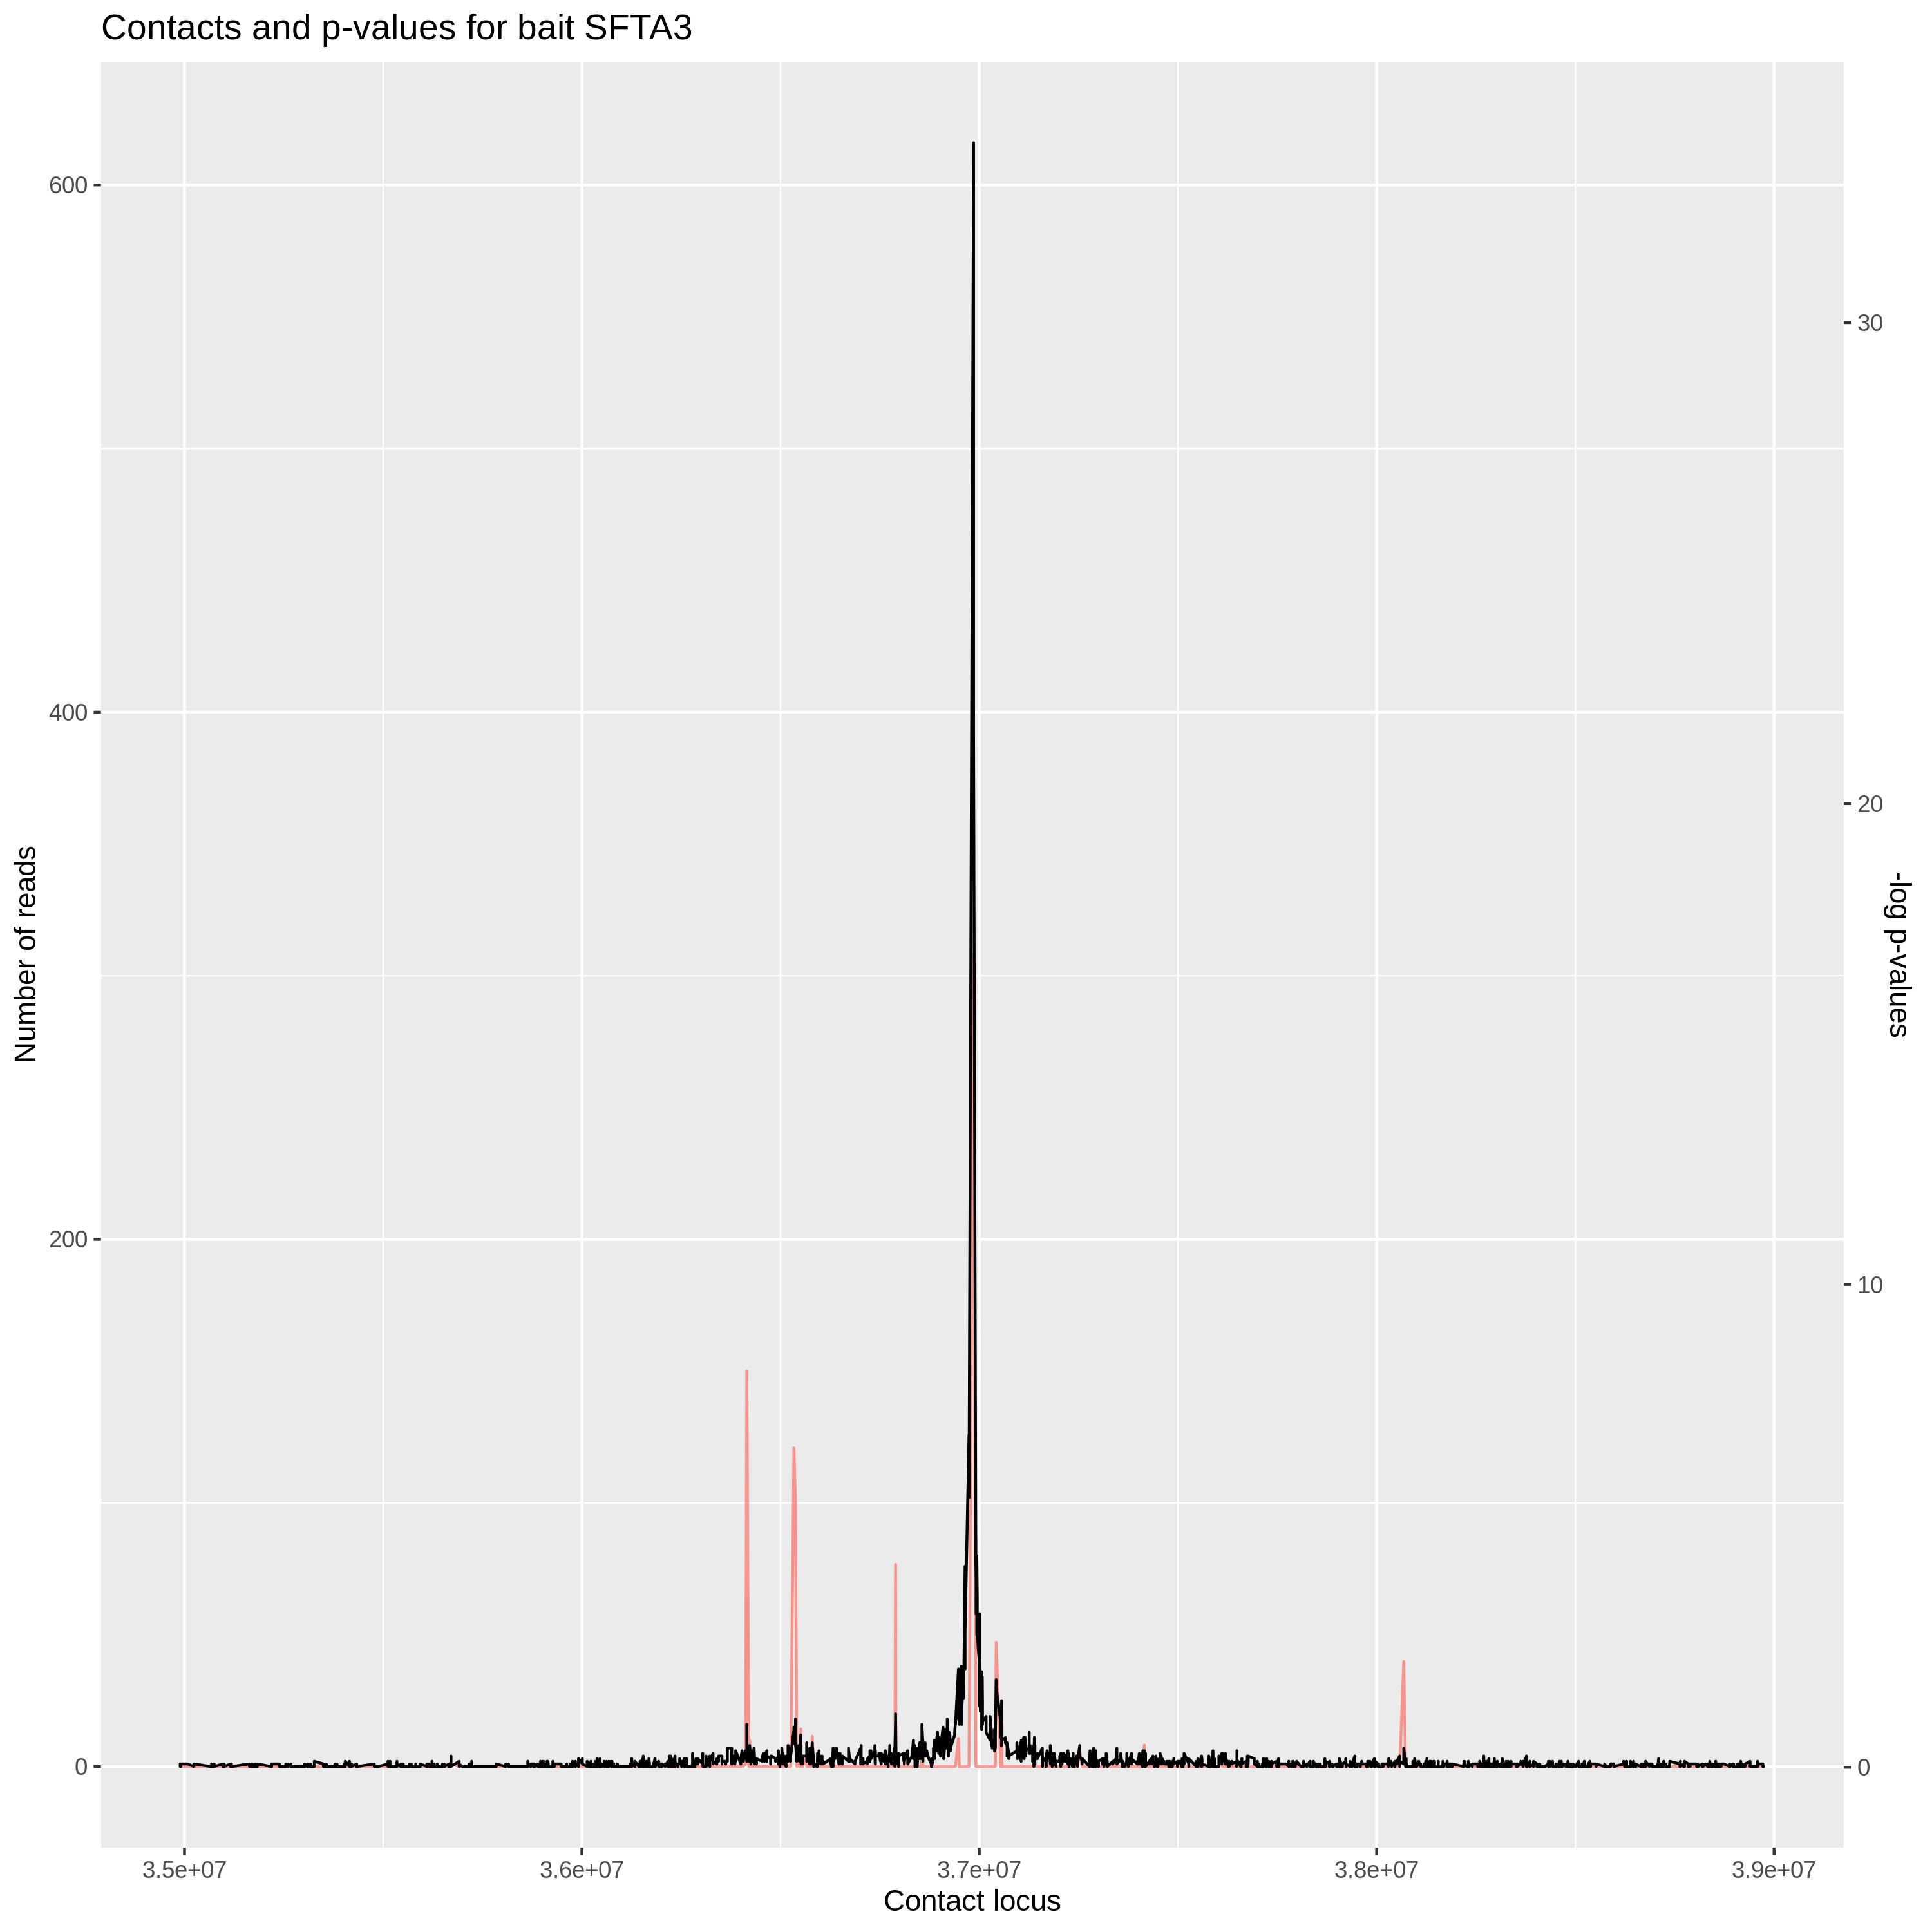 Contacts and p-values for bait SFTA3
600
400
200
0
Number of reads
30
20
10
0
-log p-values
3.5e+07
3.6e+07
3.7e+07
3.8e+07
3.9e+07
Contact locus